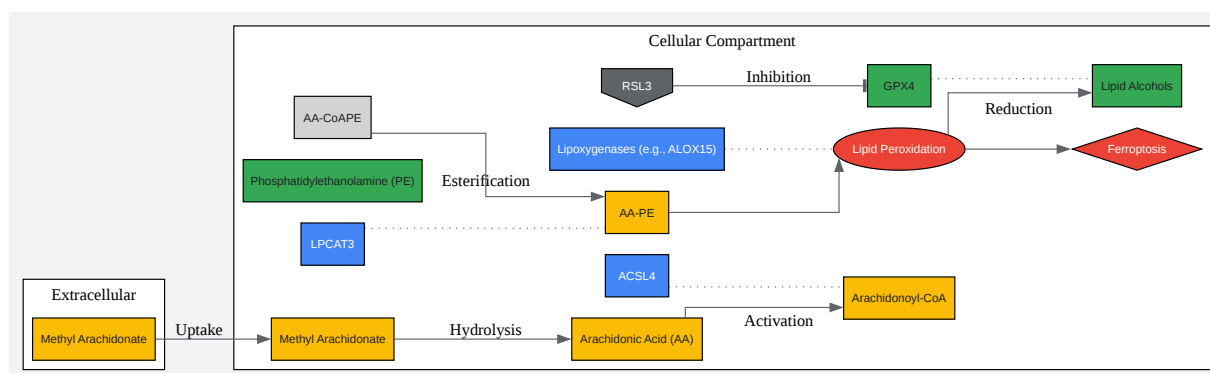 Cellular Compartment
RSL3
Inhibition
GPX4
Lipid Alcohols
AA-CoAPE
Reduction
Lipoxygenases (e.g., ALOX15)
Lipid Peroxidation
Ferroptosis
Phosphatidylethanolamine (PE)
Esterification
AA-PE
LPCAT3
ACSL4
Extracellular
Arachidonoyl-CoA
Methyl Arachidonate
Uptake
Methyl Arachidonate
Hydrolysis
Arachidonic Acid (AA)
Activation